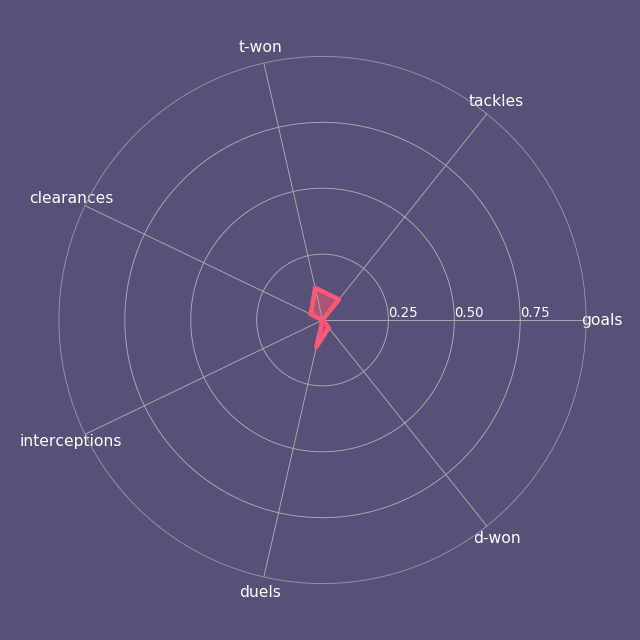 t-won
tackles
clearances
0.25 0.50 0.75 goals
interceptions
d-won
duels